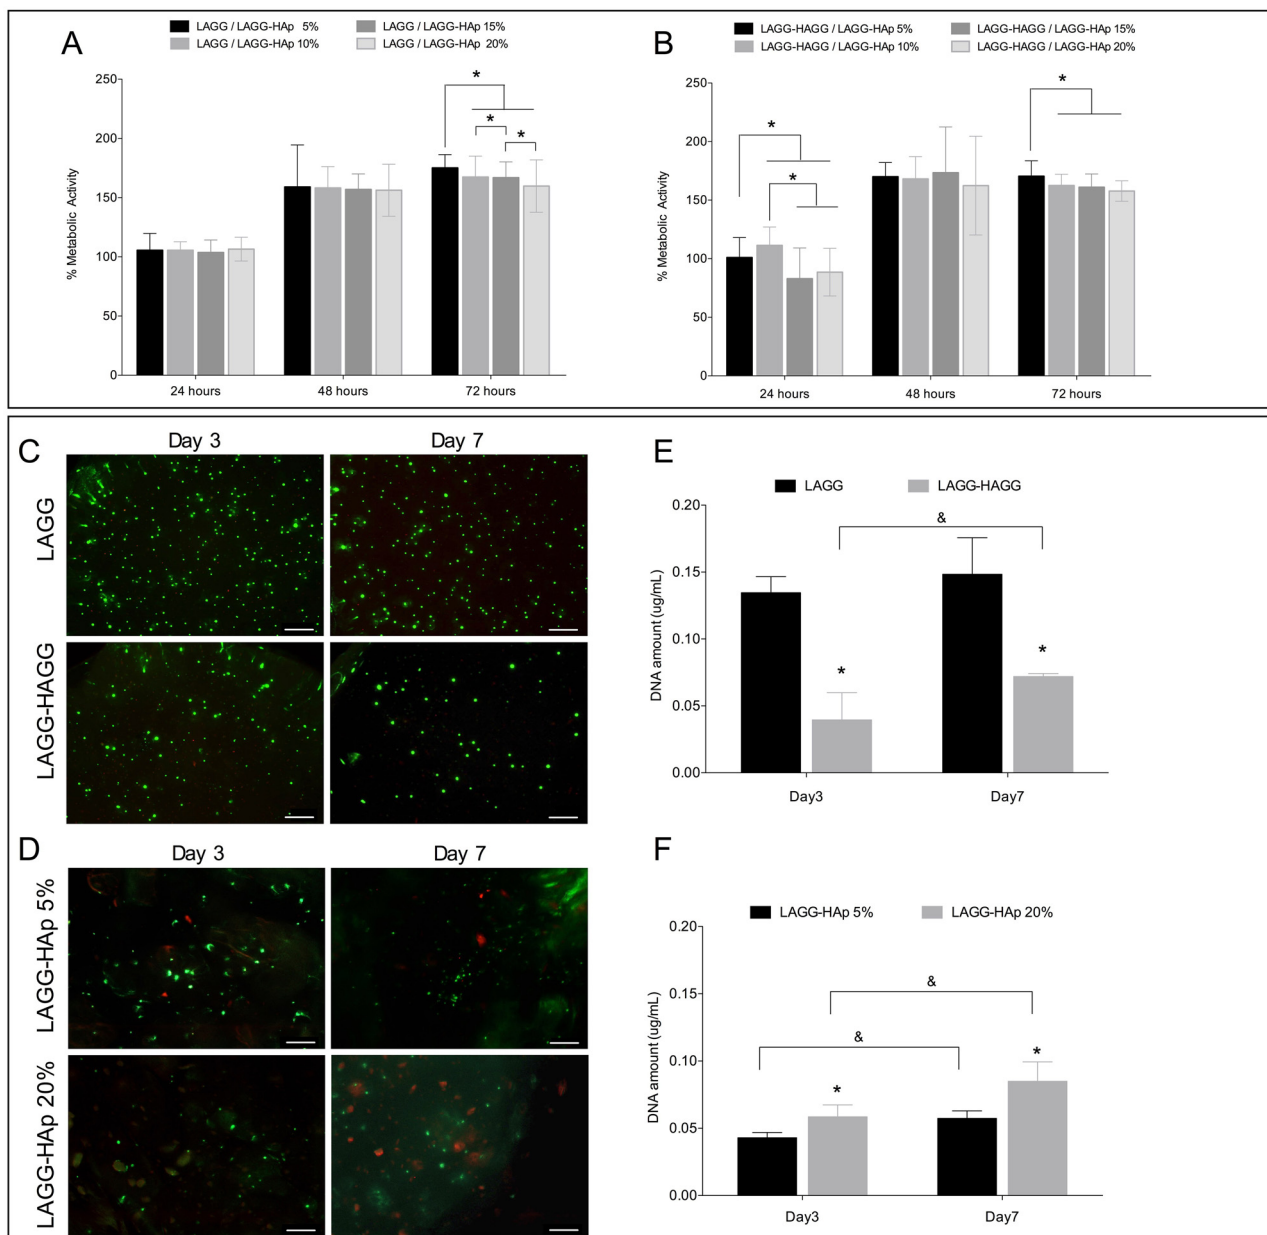 A
LAGG / LAGG-HAp 5%
LAGG / LAGG-HAp 15%
LAGG / LAGG-HAp 10%
LAGG / LAGG-HAp 20%
% Metabolic Activity
250
200
150
100
50
0
*
*
*
24 hours
48 hours
72 hours
B
LAGG-HAGG / LAGG-HAp 5%
LAGG-HAGG / LAGG-HAp 15%
LAGG-HAGG / LAGG-HAp 10%
LAGG-HAGG / LAGG-HAp 20%
% Metabolic Activity
250
200
150
100
50
0
*
*
*
24 hours
48 hours
72 hours
C
Day 3
Day 7
LAGG
LAGG-HAGG
D
Day 3
Day 7
LAGG-HAp 5%
LAGG-HAp 20%
E
LAGG
LAGG-HAGG
DNA amount (ug/mL)
0.20
0.15
0.10
0.05
0.00
&
*
*
Day3
Day7
F
LAGG-HAp 5%
LAGG-HAp 20%
DNA amount (ug/mL)
0.20
0.15
0.10
0.05
0.00
&
&
*
*
Day3
Day7